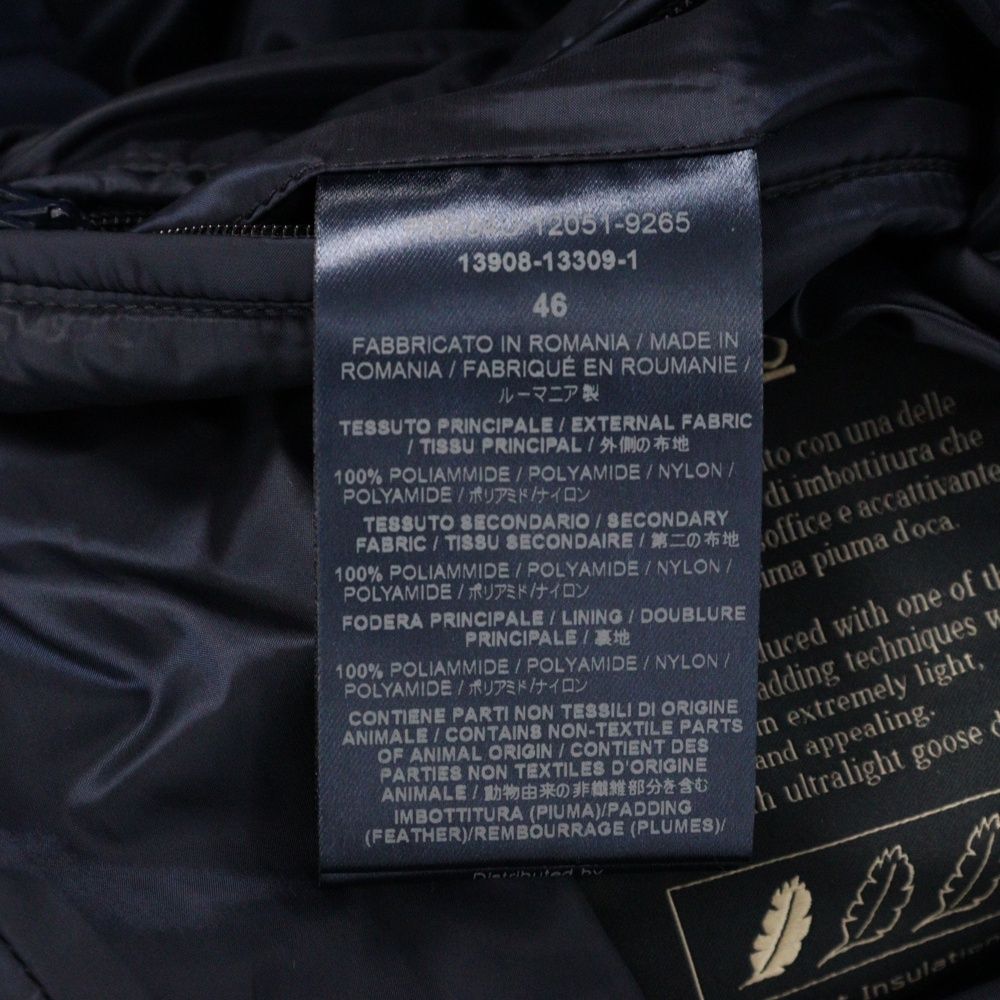 12051-9265
13908-13309-1
46
FABBRICATO IN ROMANIA / MADE IN
ROMANIA / FABRIQUÉ EN ROUMANIE /
ルーマニア製
TESSUTO PRINCIPALE / EXTERNAL FABRIC
/ TISSU PRINCIPAL / 外側の布地
100% POLIAMMIDE / POLYAMIDE / NYLON /
POLYAMIDE / ポリアミド/ナイロン
TESSUTO SECONDARIO / SECONDARY
FABRIC / TISSU SECONDAIRE / 第二の布地
100% POLIAMMIDE / POLYAMIDE / NYLON /
POLYAMIDE / ポリアミド/ナイロン
FODERA PRINCIPALE / LINING / DOUBLURE
PRINCIPALE / 裏地
100% POLIAMMIDE / POLYAMIDE / NYLON /
POLYAMIDE / ポリアミド/ナイロン
CONTIENE PARTI NON TESSILI DI ORIGINE
ANIMALE / CONTAINS NON-TEXTILE PARTS
OF ANIMAL ORIGIN / CONTIENT DES
PARTIES NON TEXTILES D'ORIGINE
ANIMALE / 動物由来の非繊維部分を含む
IMBOTTITURA (PIUMA)/PADDING
(FEATHER)/REMBOURRAGE (PLUMES)/
Distributed by
con una delle
di imbottitura che
office e accattivante
piuma d'oca.
with one of
techniques
extremely light,
and appealing.
ultralight goose